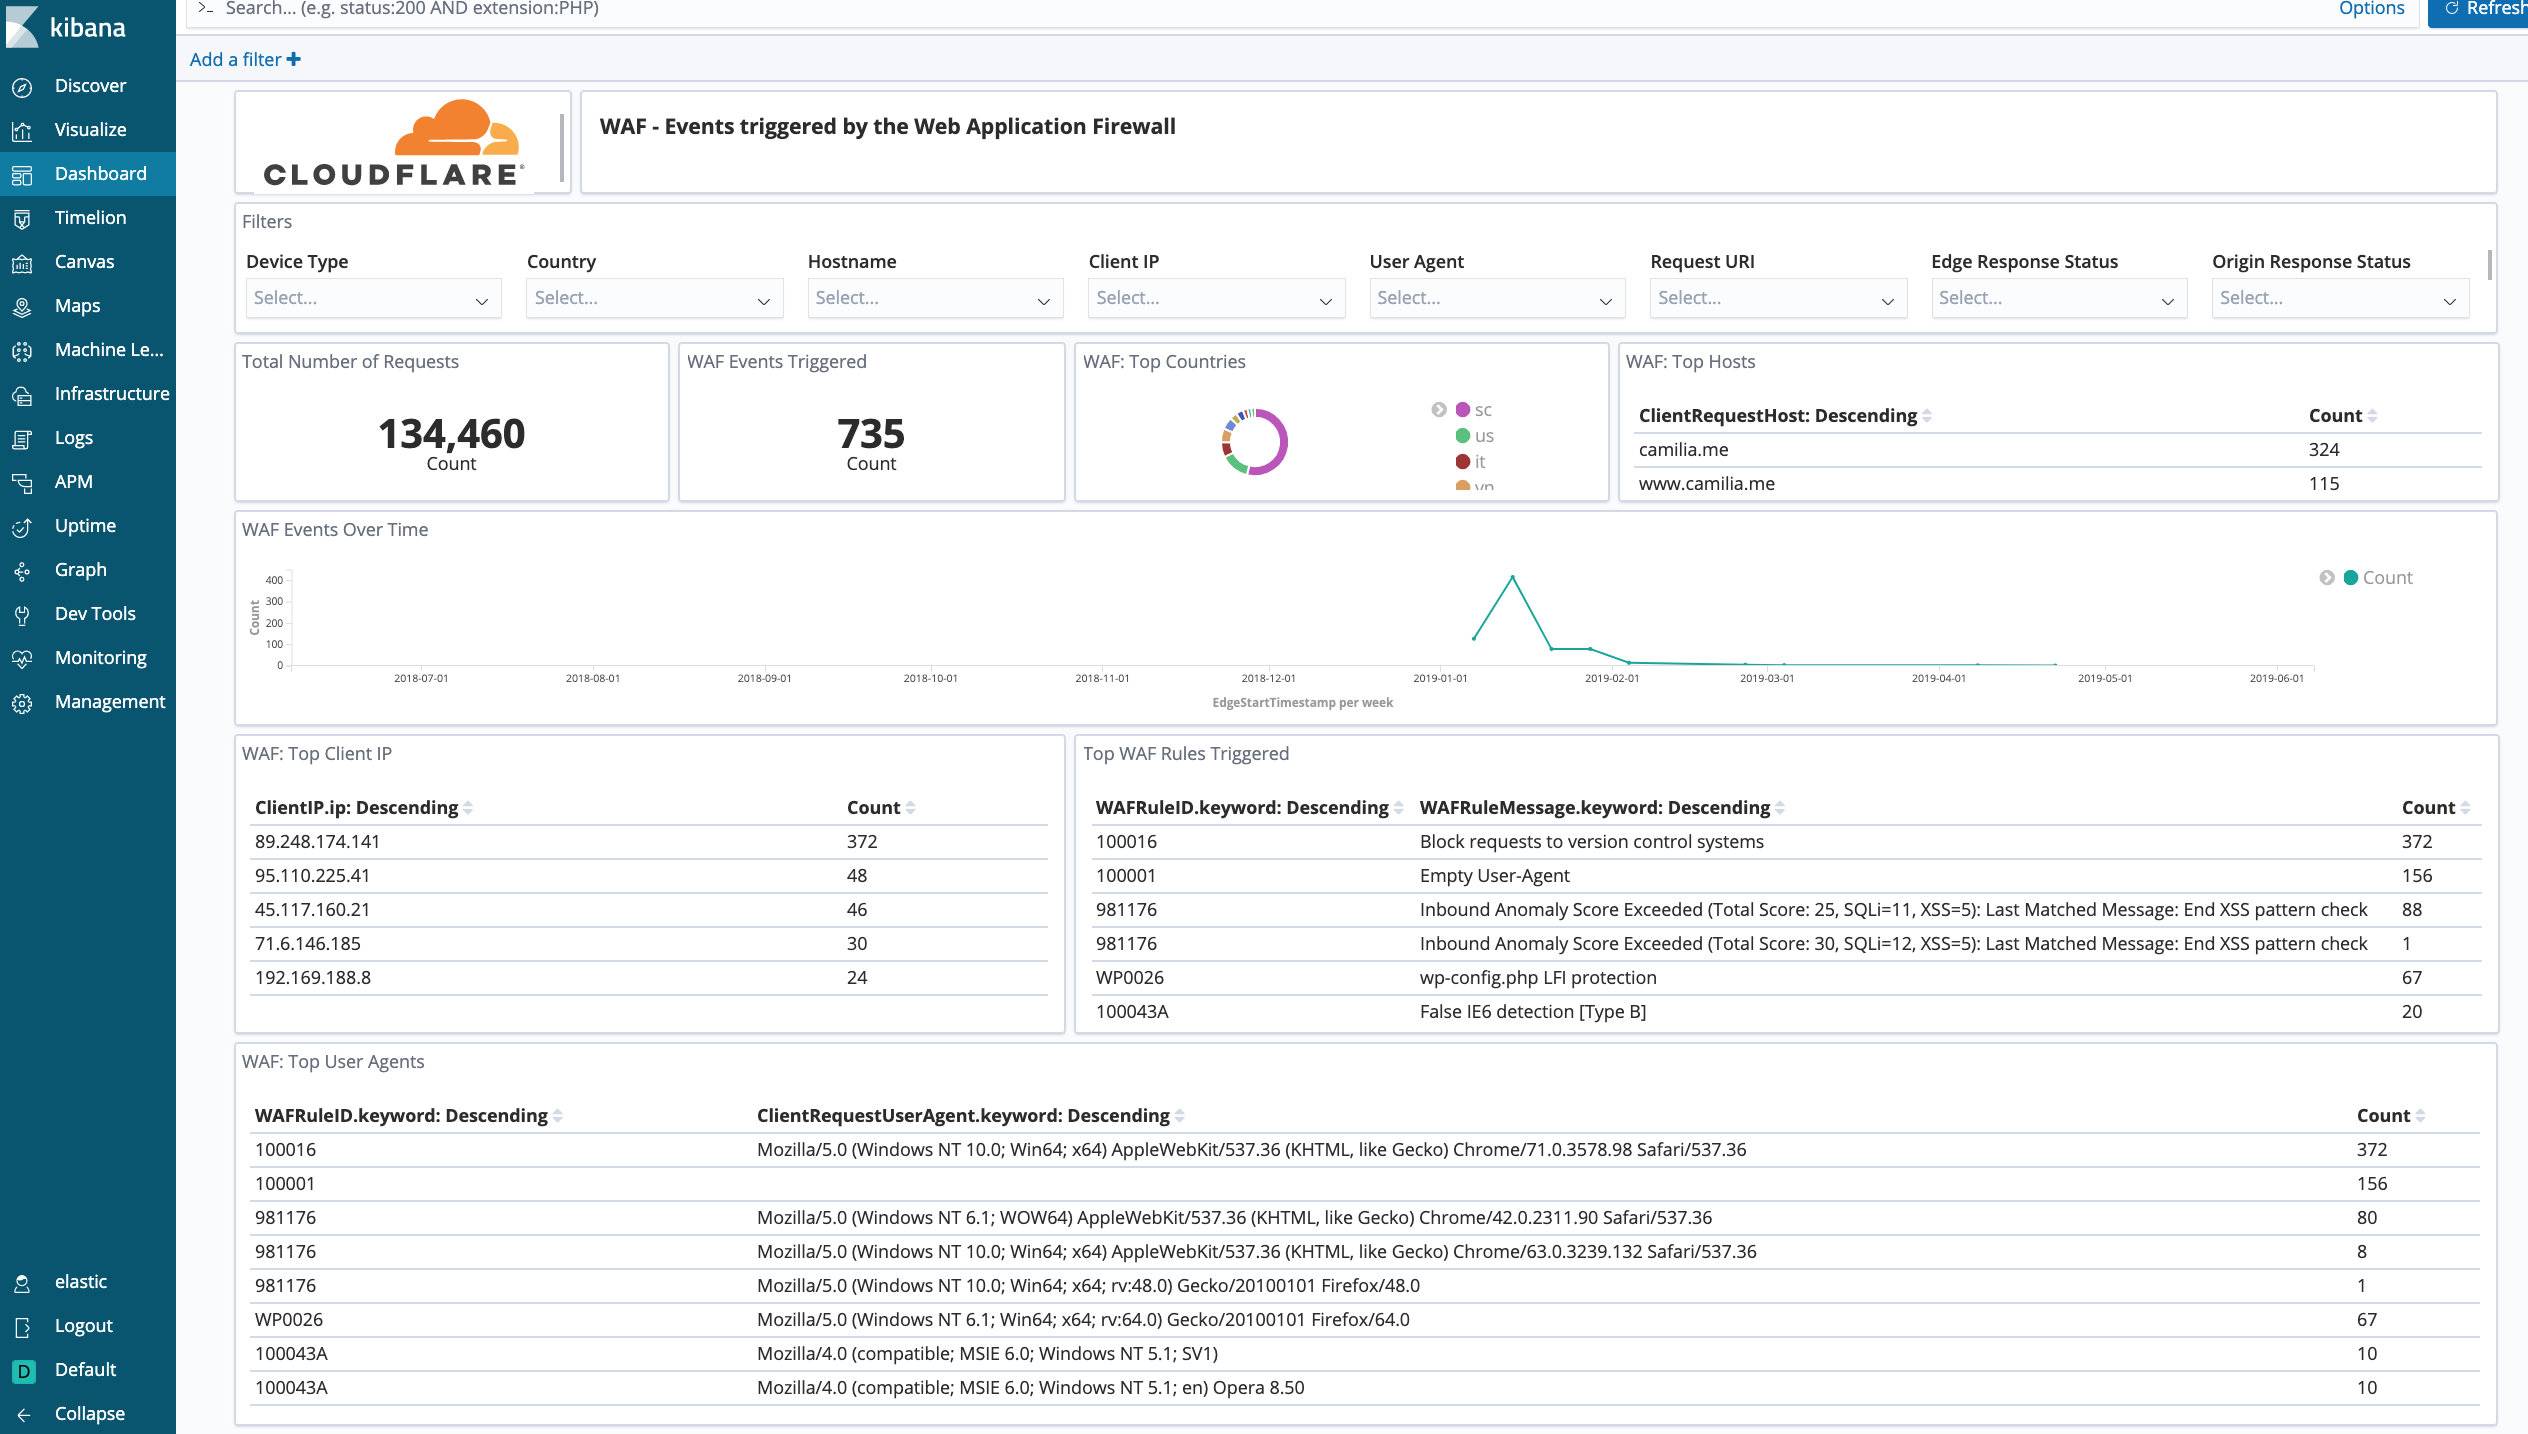 kibana
Discover
Visualize
Dashboard
Timelion
Canvas
Maps
Machine Le...
Infrastructure
Logs
APM
Uptime
Graph
Dev Tools
Monitoring
Management
elastic
Logout
D Default
Collapse
>_ Search... (e.g. status:200 AND extension:PHP)
Options
Refresh
Add a filter +
CLOUDFLARE®
WAF - Events triggered by the Web Application Firewall
Filters
Device Type Country Hostname Client IP User Agent Request URI Edge Response Status Origin Response Status
Select... Select... Select... Select... Select... Select... Select... Select...
Total Number of Requests
134,460
Count
WAF Events Triggered
735
Count
WAF: Top Countries
sc
us
it
vn
WAF: Top Hosts
ClientRequestHost: Descending Count
camilia.me 324
www.camilia.me 115
WAF Events Over Time
Count
400
300
200
100
0
2018-07-01 2018-08-01 2018-09-01 2018-10-01 2018-11-01 2018-12-01 2019-01-01 2019-02-01 2019-03-01 2019-04-01 2019-05-01 2019-06-01
EdgeStartTimestamp per week
Count
WAF: Top Client IP
ClientIP.ip: Descending Count
89.248.174.141 372
95.110.225.41 48
45.117.160.21 46
71.6.146.185 30
192.169.188.8 24
Top WAF Rules Triggered
WAFRuleID.keyword: Descending WAFRuleMessage.keyword: Descending Count
100016 Block requests to version control systems 372
100001 Empty User-Agent 156
981176 Inbound Anomaly Score Exceeded (Total Score: 25, SQLi=11, XSS=5): Last Matched Message: End XSS pattern check 88
981176 Inbound Anomaly Score Exceeded (Total Score: 30, SQLi=12, XSS=5): Last Matched Message: End XSS pattern check 1
WP0026 wp-config.php LFI protection 67
100043A False IE6 detection [Type B] 20
WAF: Top User Agents
WAFRuleID.keyword: Descending ClientRequestUserAgent.keyword: Descending Count
100016 Mozilla/5.0 (Windows NT 10.0; Win64; x64) AppleWebKit/537.36 (KHTML, like Gecko) Chrome/71.0.3578.98 Safari/537.36 372
100001 156
981176 Mozilla/5.0 (Windows NT 6.1; WOW64) AppleWebKit/537.36 (KHTML, like Gecko) Chrome/42.0.2311.90 Safari/537.36 80
981176 Mozilla/5.0 (Windows NT 10.0; Win64; x64) AppleWebKit/537.36 (KHTML, like Gecko) Chrome/63.0.3239.132 Safari/537.36 8
981176 Mozilla/5.0 (Windows NT 10.0; Win64; x64; rv:48.0) Gecko/20100101 Firefox/48.0 1
WP0026 Mozilla/5.0 (Windows NT 6.1; Win64; x64; rv:64.0) Gecko/20100101 Firefox/64.0 67
100043A Mozilla/4.0 (compatible; MSIE 6.0; Windows NT 5.1; SV1) 10
100043A Mozilla/4.0 (compatible; MSIE 6.0; Windows NT 5.1; en) Opera 8.50 10